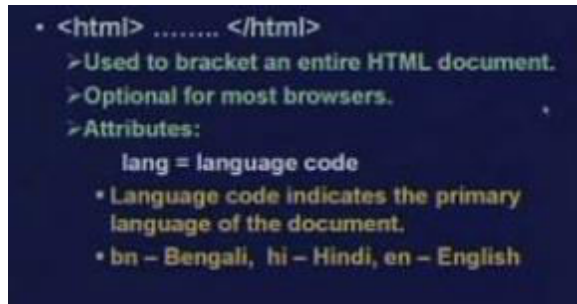 • <html> ........ </html>
➢Used to bracket an entire HTML document.
➢Optional for most browsers.
➢Attributes:
lang = language code
▪ Language code indicates the primary
language of the document.
▪ bn – Bengali, hi – Hindi, en – English